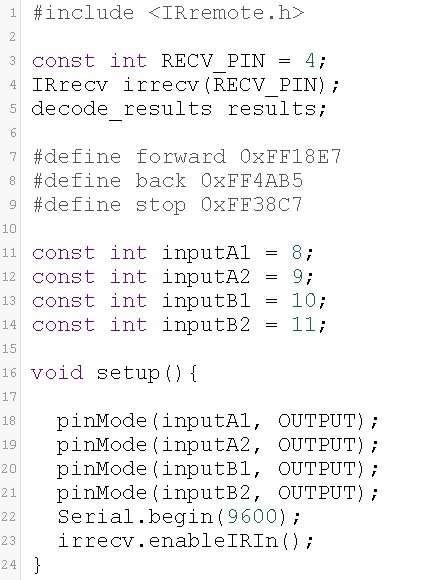 1 #include <IRremote.h>
2
3 const int RECV_PIN = 4;
4 IRrecv irrecv(RECV_PIN);
5 decode_results results;
6
7 #define forward 0xFF18E7
8 #define back 0xFF4AB5
9 #define stop 0xFF38C7
10
11 const int inputA1 = 8;
12 const int inputA2 = 9;
13 const int inputB1 = 10;
14 const int inputB2 = 11;
15
16 void setup(){
17
18   pinMode(inputA1, OUTPUT);
19   pinMode(inputA2, OUTPUT);
20   pinMode(inputB1, OUTPUT);
21   pinMode(inputB2, OUTPUT);
22   Serial.begin(9600);
23   irrecv.enableIRIn();
24 }